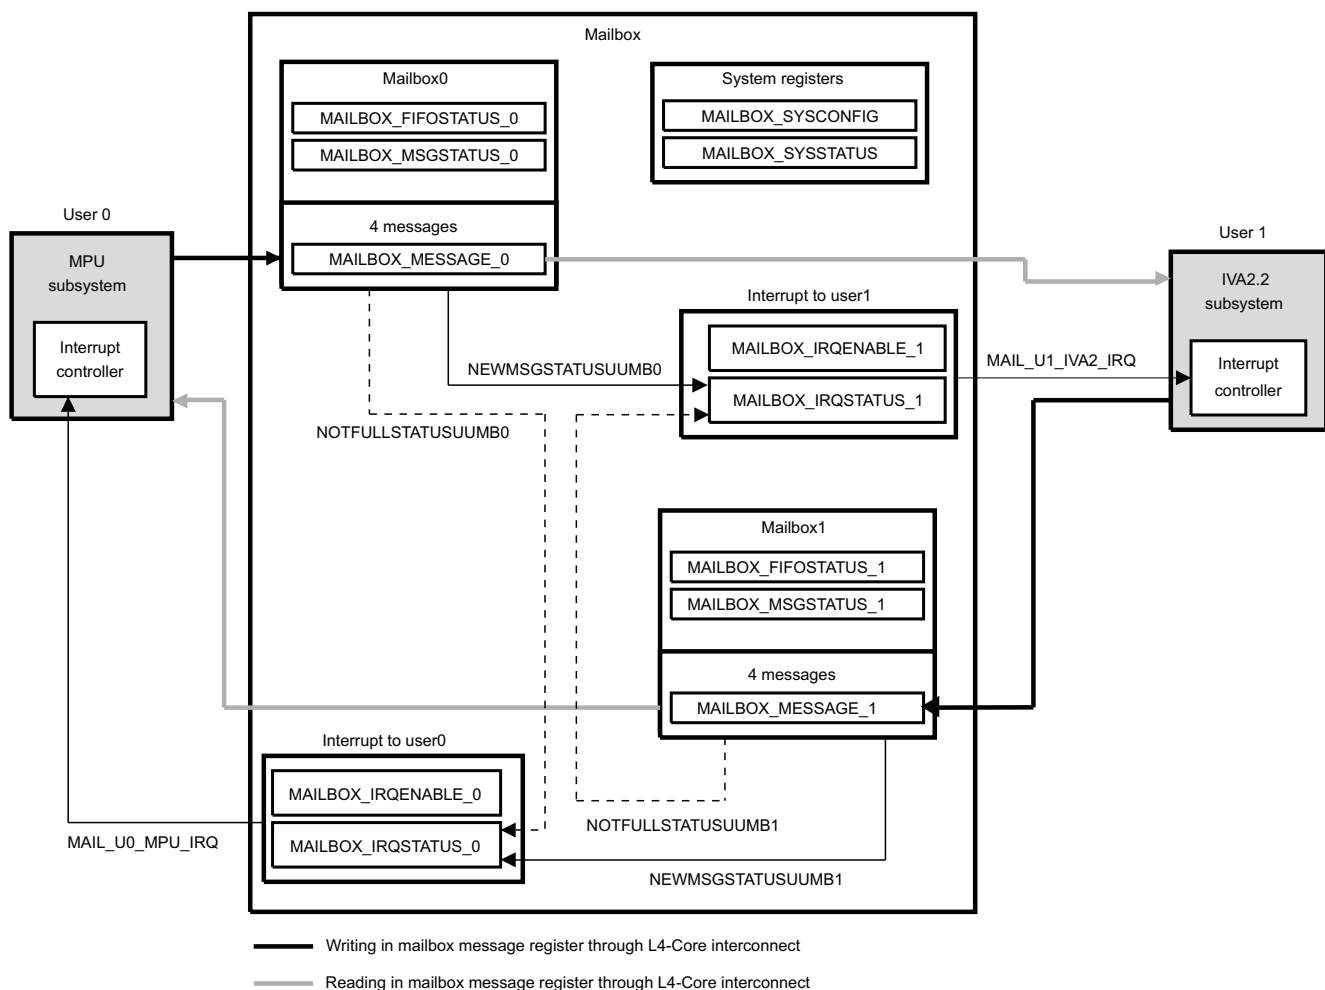 Mailbox
Mailbox0
MAILBOX_FIFOSTATUS_0
MAILBOX_MSGSTATUS_0
4 messages
MAILBOX_MESSAGE_0
System registers
MAILBOX_SYSCONFIG
MAILBOX_SYSSTATUS
User 0
MPU
subsystem
Interrupt
controller
User 1
IVA2.2
subsystem
Interrupt
controller
Interrupt to user1
MAILBOX_IRQENABLE_1
MAILBOX_IRQSTATUS_1
NEWMSGSTATUSUUMB0
MAIL_U1_IVA2_IRQ
NOTFULLSTATUSUUMB0
Mailbox1
MAILBOX_FIFOSTATUS_1
MAILBOX_MSGSTATUS_1
4 messages
MAILBOX_MESSAGE_1
Interrupt to user0
MAILBOX_IRQENABLE_0
MAILBOX_IRQSTATUS_0
MAIL_U0_MPU_IRQ
NOTFULLSTATUSUUMB1
NEWMSGSTATUSUUMB1
Writing in mailbox message register through L4-Core interconnect
Reading in mailbox message register through L4-Core interconnect